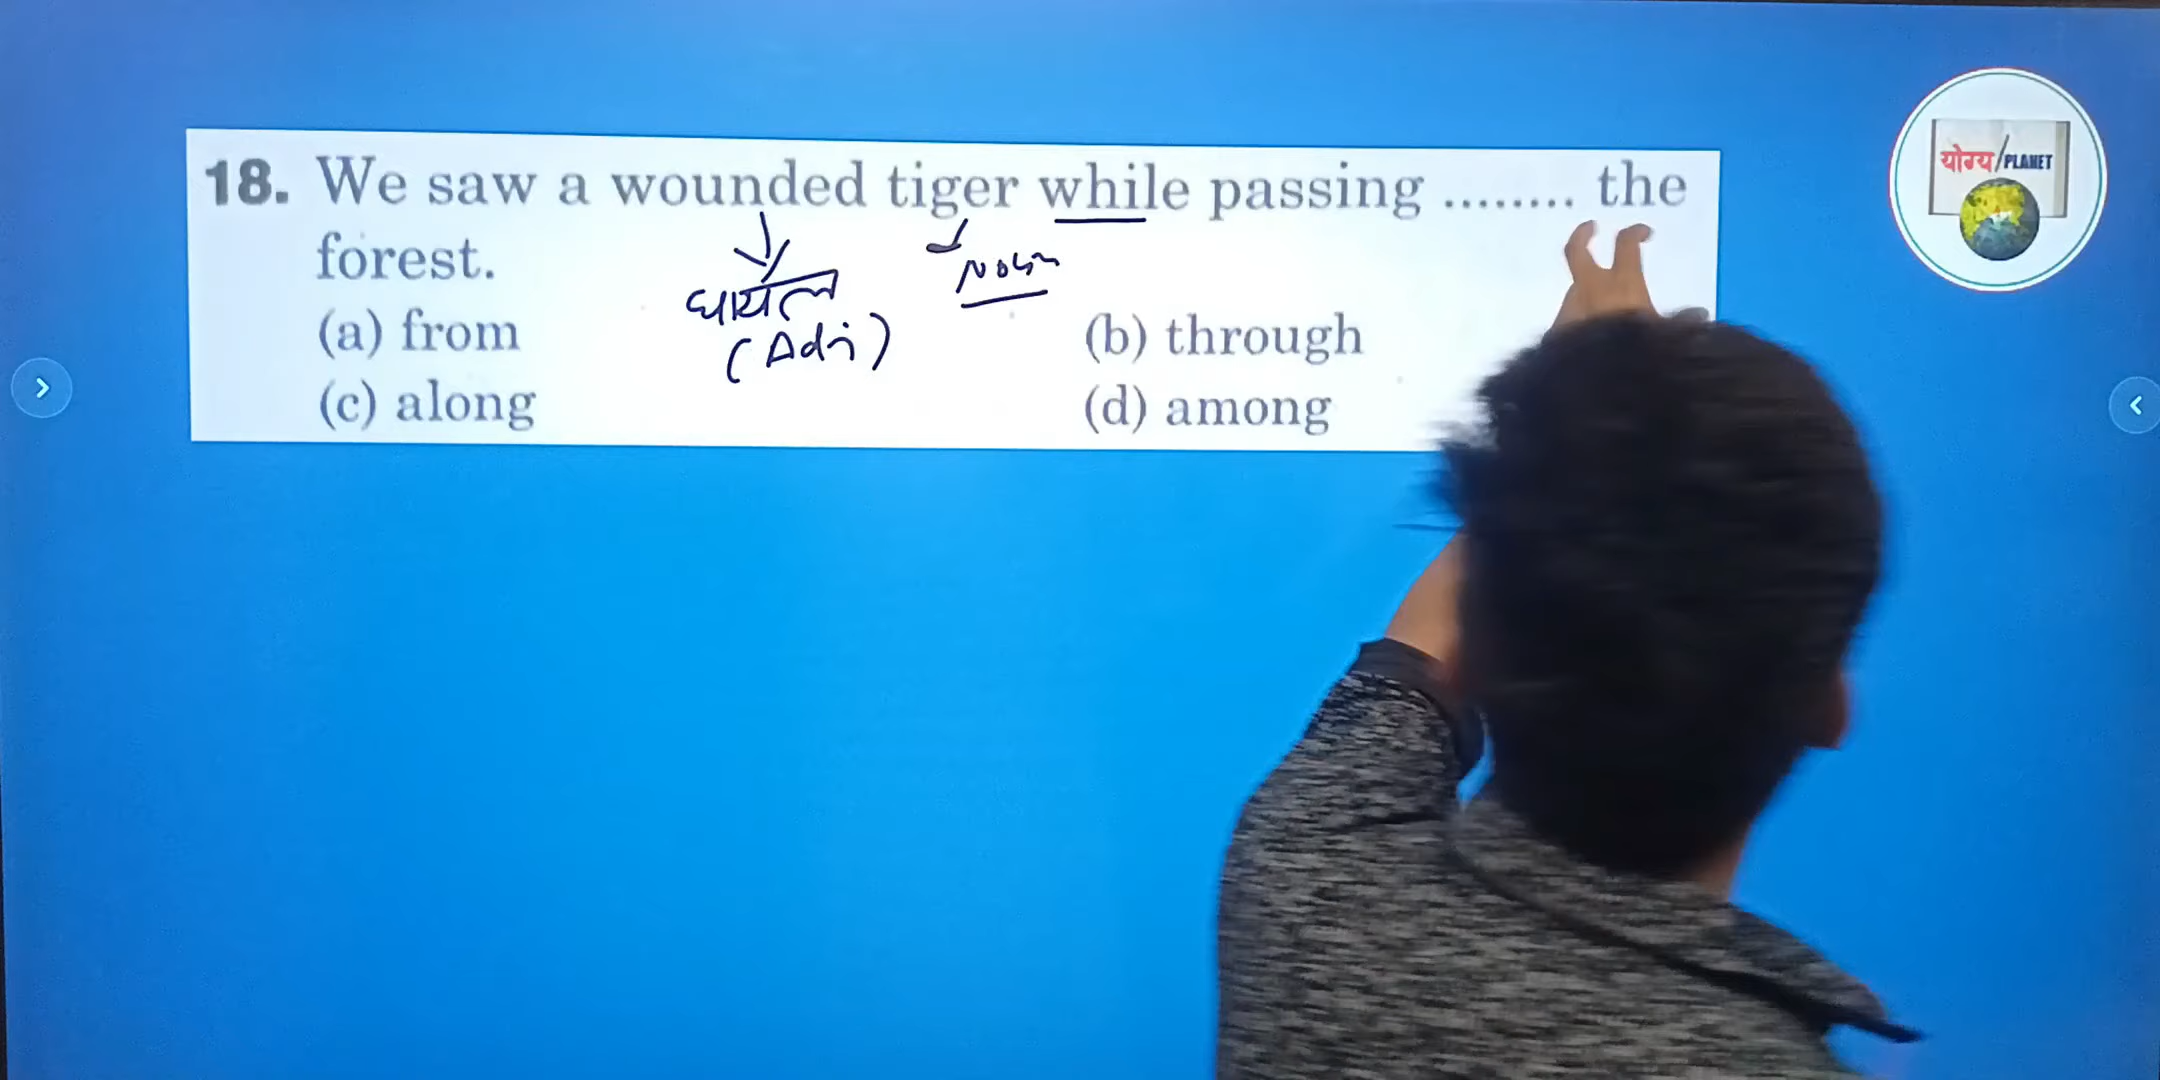 18. We saw a wounded tiger while passing ........ the
forest.
घायल
(Adj)
Noun
(a) from
(b) through
(c) along
(d) among
योग्य/PLANET